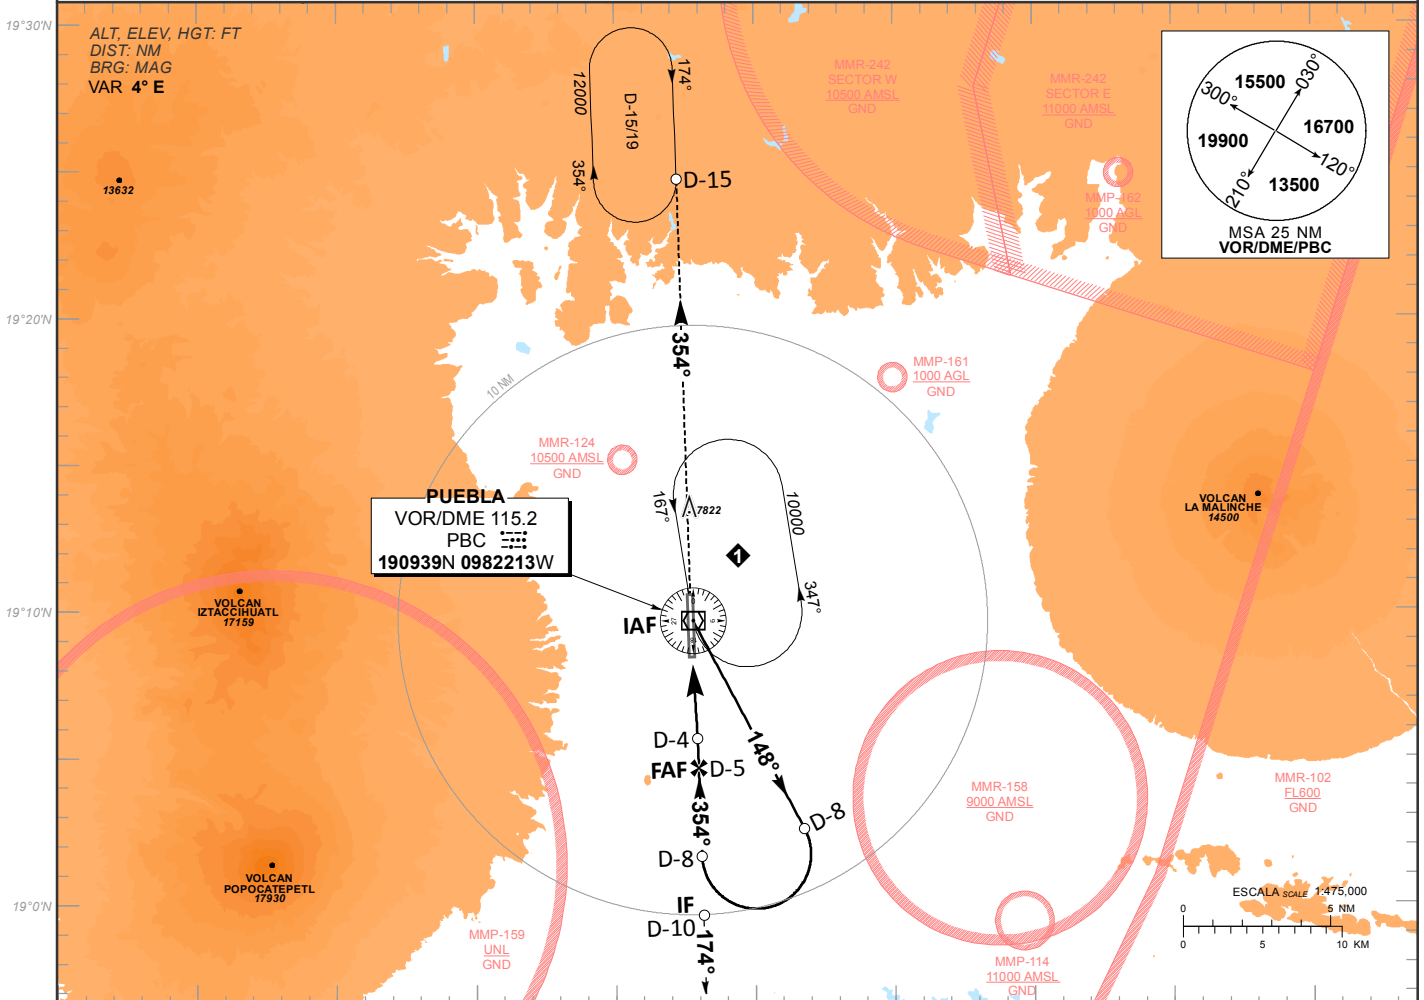 19°30'N
ALT, ELEV, HGT: FT
DIST: NM
BRG: MAG
VAR 4° E
13632
12000
D-15/19
174°
354°
D-15
MMR-242
SECTOR W
10500 AMSL
GND
MMR-242
SECTOR E
11000 AMSL
GND
MMP-162
1000 AGL
GND
15500
030°
300°
16700
19900
120°
13500
210°
MSA 25 NM
VOR/DME/PBC
19°20'N
354°
10 NM
MMP-161
1000 AGL
GND
MMR-124
10500 AMSL
GND
PUEBLA
VOR/DME 115.2
PBC
190939N 0982213W
167°
7822
10000
1
347°
VOLCAN
LA MALINCHE
14500
19°10'N
VOLCAN
IZTACCIHUATL
17159
IAF
D-4
FAF
D-5
148°
354°
D-8
D-8
IF
D-10
174°
MMR-158
9000 AMSL
GND
MMR-102
FL600
GND
VOLCAN
POPOCATEPETL
17930
19°0'N
MMP-159
UNL
GND
MMP-114
11000 AMSL
GND
ESCALA SCALE 1:475,000
0 5 NM
0 5 10 KM